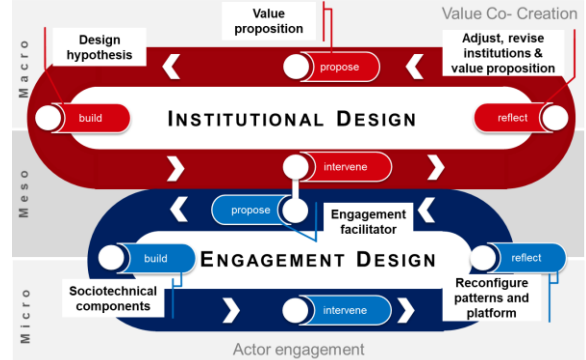 Value
proposition
Value Co- Creation
Design
hypothesis
Adjust, revise
institutions &
value proposition
propose
Macro
build
INSTITUTIONAL DESIGN
reflect
intervene
Meso
propose
Engagement
facilitator
build
ENGAGEMENT DESIGN
reflect
Sociotechnical
components
Reconfigure
patterns and
platform
intervene
Micro
Actor engagement